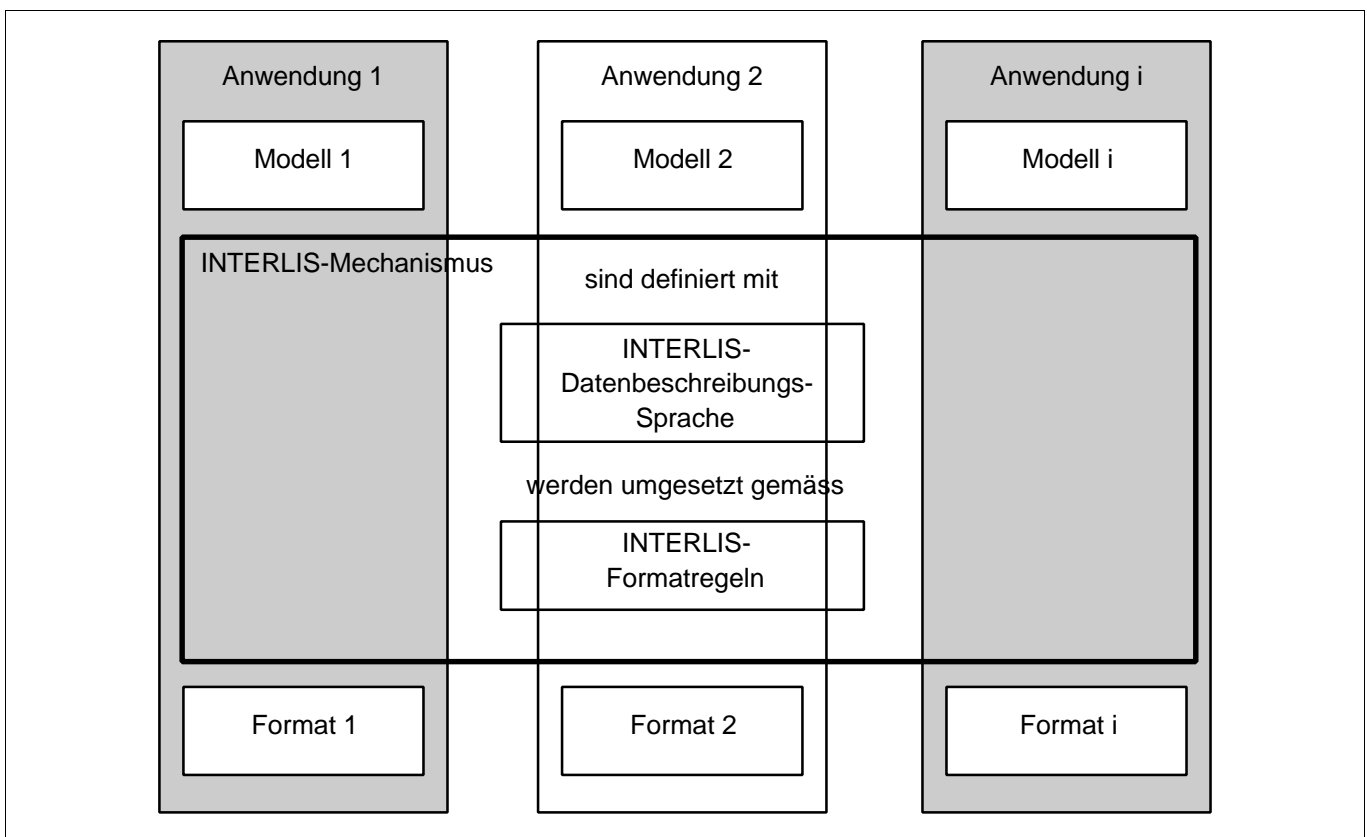 Anwendung 1
Anwendung 2
Anwendung i
Modell 1
Modell 2
Modell i
INTERLIS-Mechanismus
sind definiert mit
INTERLIS-
Datenbeschreibungs-
Sprache
werden umgesetzt gemäss
INTERLIS-
Formatregeln
Format 1
Format 2
Format i